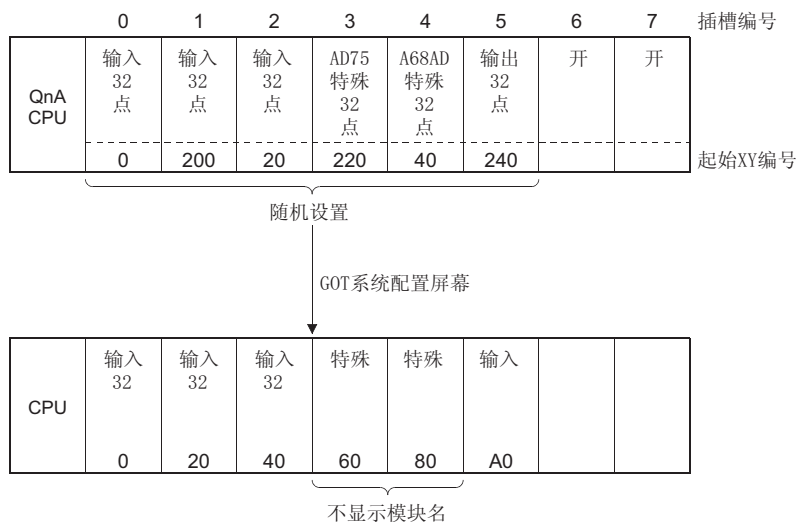 0 1 2 3 4 5 6 7 插槽编号
QnA
CPU
输入
32
点
输入
32
点
输入
32
点
AD75
特殊
32
点
A68AD
特殊
32
点
输出
32
点
开
开
0 200 20 220 40 240 起始XY编号
随机设置
GOT系统配置屏幕
CPU
输入
32
输入
32
输入
32
特殊
特殊
输入
0 20 40 60 80 A0
不显示模块名